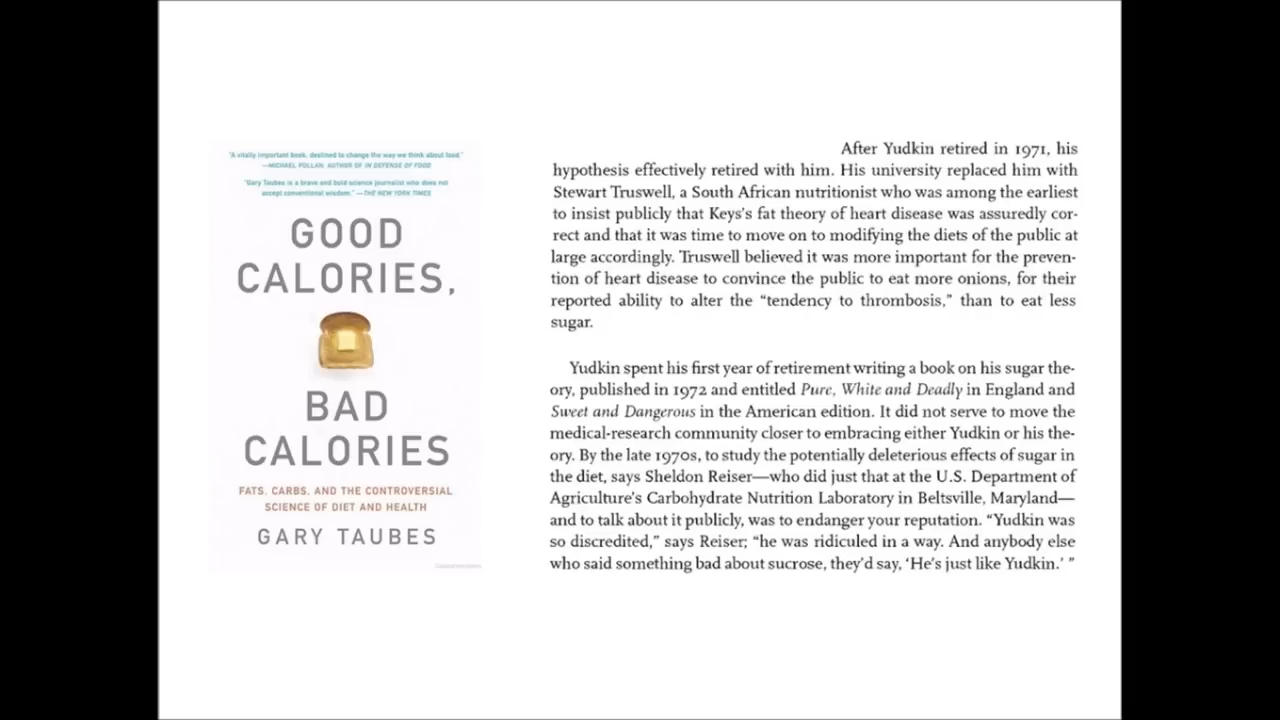 "A vitally important book, destined to change the way we think about food."
—MICHAEL POLLAN, AUTHOR OF IN DEFENSE OF FOOD
"Gary Taubes is a brave and bold science journalist who does not
accept conventional wisdom." —THE NEW YORK TIMES
GOOD
CALORIES,
BAD
CALORIES
FATS, CARBS, AND THE CONTROVERSIAL
SCIENCE OF DIET AND HEALTH
GARY TAUBES
After Yudkin retired in 1971, his
hypothesis effectively retired with him. His university replaced him with
Stewart Truswell, a South African nutritionist who was among the earliest
to insist publicly that Keys's fat theory of heart disease was assuredly cor-
rect and that it was time to move on to modifying the diets of the public at
large accordingly. Truswell believed it was more important for the preven-
tion of heart disease to convince the public to eat more onions, for their
reported ability to alter the “tendency to thrombosis,” than to eat less
sugar.
Yudkin spent his first year of retirement writing a book on his sugar the-
ory, published in 1972 and entitled Pure, White and Deadly in England and
Sweet and Dangerous in the American edition. It did not serve to move the
medical-research community closer to embracing either Yudkin or his the-
ory. By the late 1970s, to study the potentially deleterious effects of sugar in
the diet, says Sheldon Reiser—who did just that at the U.S. Department of
Agriculture's Carbohydrate Nutrition Laboratory in Beltsville, Maryland—
and to talk about it publicly, was to endanger your reputation. “Yudkin was
so discredited,” says Reiser; “he was ridiculed in a way. And anybody else
who said something bad about sucrose, they'd say, ‘He's just like Yudkin.’ ”